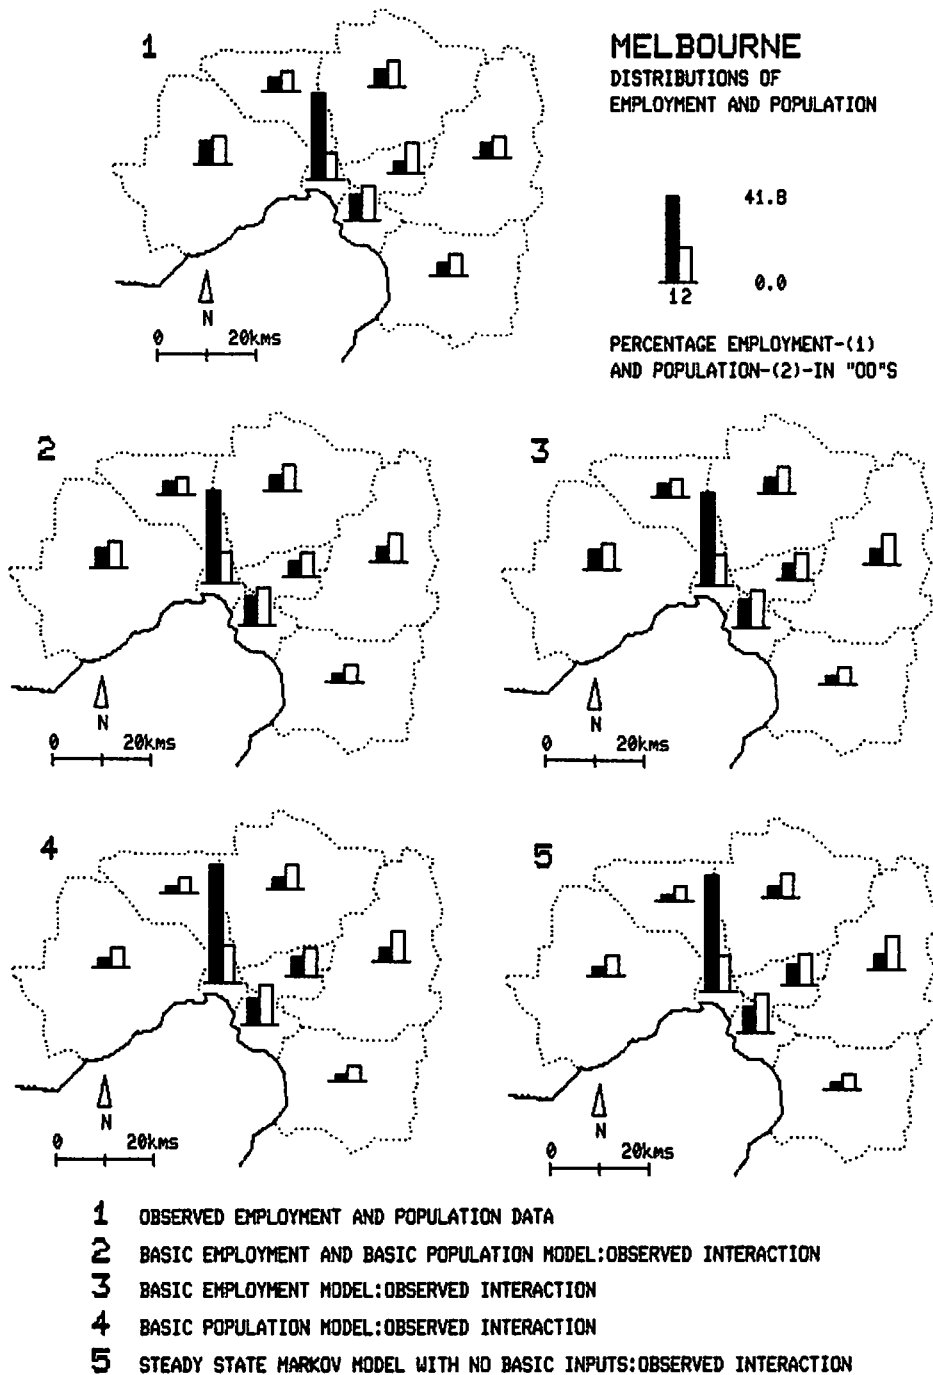 1
MELBOURNE
DISTRIBUTIONS OF
EMPLOYMENT AND POPULATION
41.8
0.0
12
PERCENTAGE EMPLOYMENT-(1)
AND POPULATION-(2)-IN "OO"S
N
0 20kms
2
N
0 20kms
3
N
0 20kms
4
N
0 20kms
5
N
0 20kms
1 OBSERVED EMPLOYMENT AND POPULATION DATA
2 BASIC EMPLOYMENT AND BASIC POPULATION MODEL:OBSERVED INTERACTION
3 BASIC EMPLOYMENT MODEL:OBSERVED INTERACTION
4 BASIC POPULATION MODEL:OBSERVED INTERACTION
5 STEADY STATE MARKOV MODEL WITH NO BASIC INPUTS:OBSERVED INTERACTION